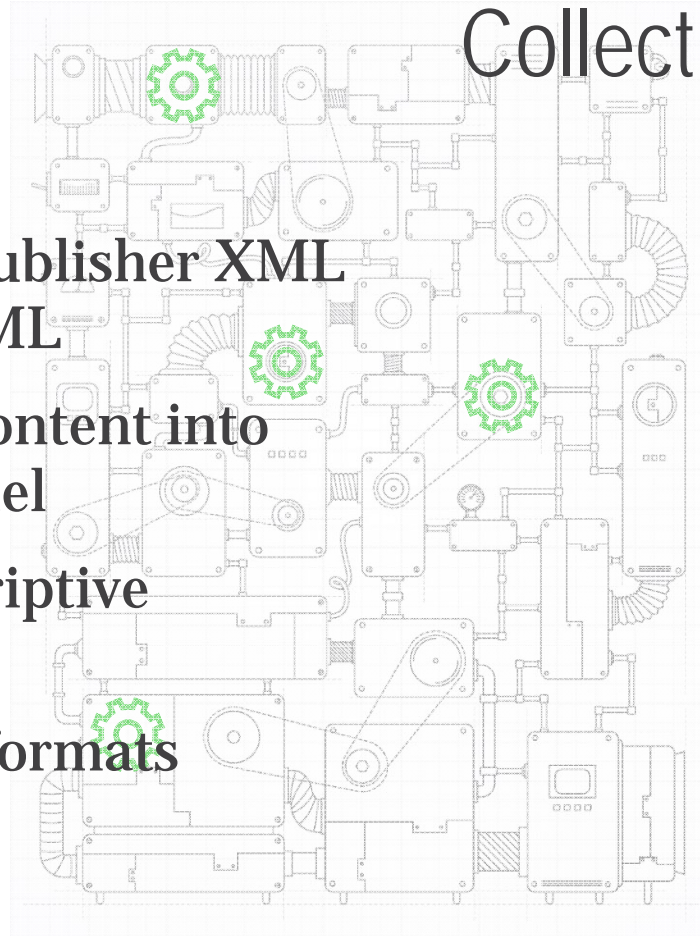 Collect
ublisher XML
ML
ontent into
el
riptive
formats